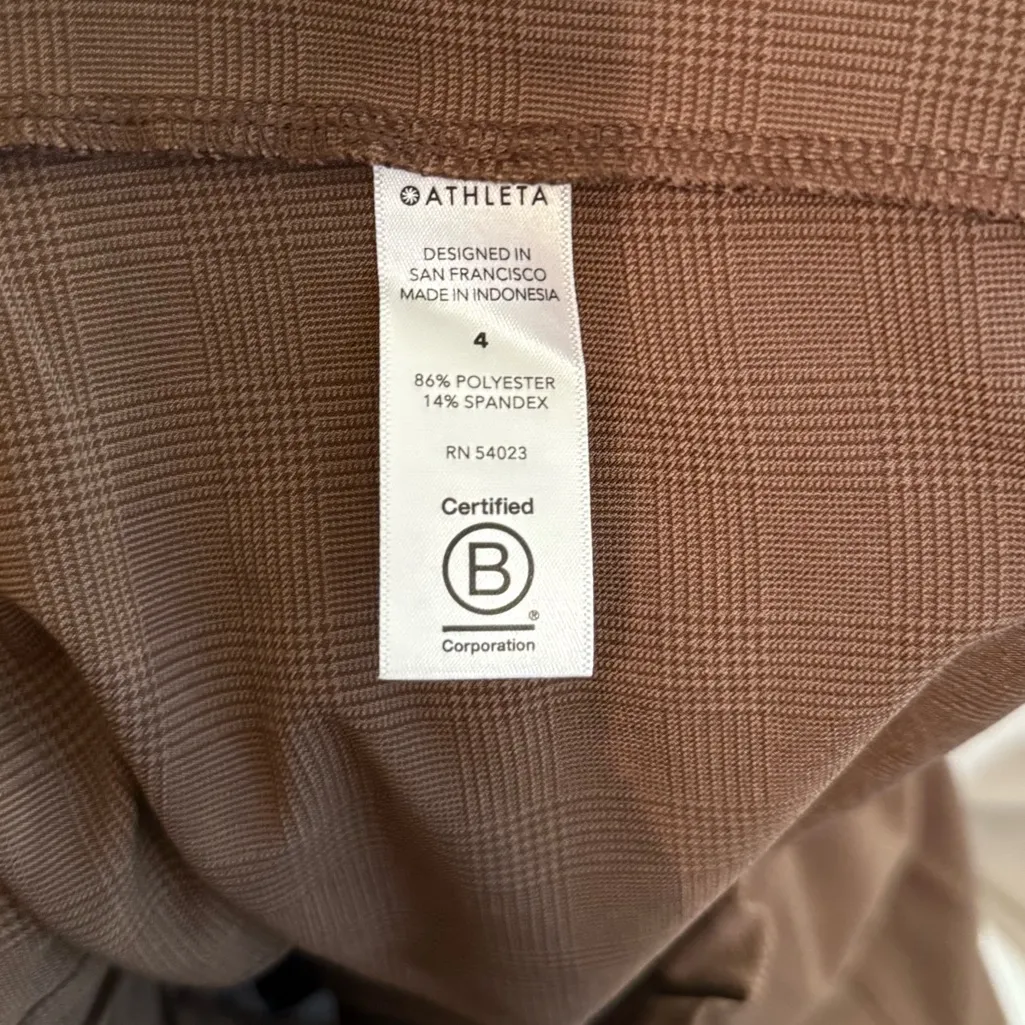 ATHLETA
DESIGNED IN
SAN FRANCISCO
MADE IN INDONESIA
4
86% POLYESTER
14% SPANDEX
RN 54023
Certified
B
®
Corporation